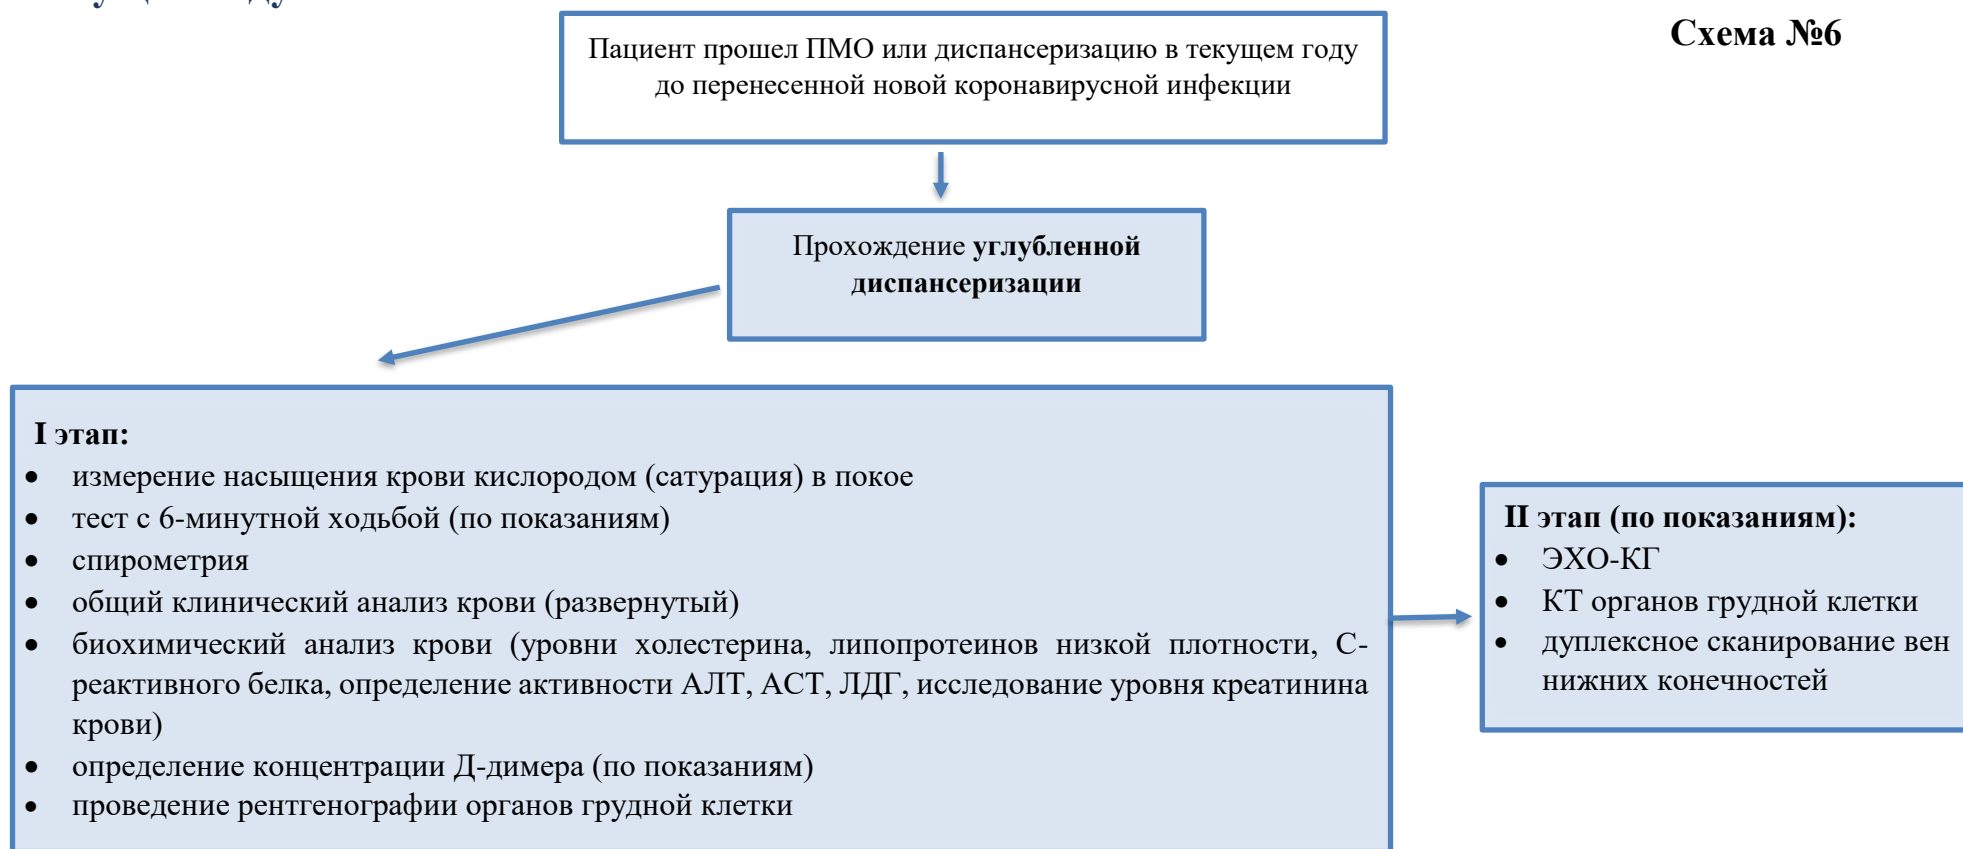 Схема №6
Пациент прошел ПМО или диспансеризацию в текущем году
до перенесенной новой коронавирусной инфекции
Прохождение углубленной
диспансеризации
I этап:
• измерение насыщения крови кислородом (сатурация) в покое
• тест с 6-минутной ходьбой (по показаниям)
• спирометрия
• общий клинический анализ крови (развернутый)
• биохимический анализ крови (уровни холестерина, липопротеинов низкой плотности, С-
реактивного белка, определение активности АЛТ, АСТ, ЛДГ, исследование уровня креатинина
крови)
• определение концентрации Д-димера (по показаниям)
• проведение рентгенографии органов грудной клетки
II этап (по показаниям):
• ЭХО-КГ
• КТ органов грудной клетки
• дуплексное сканирование вен
нижних конечностей